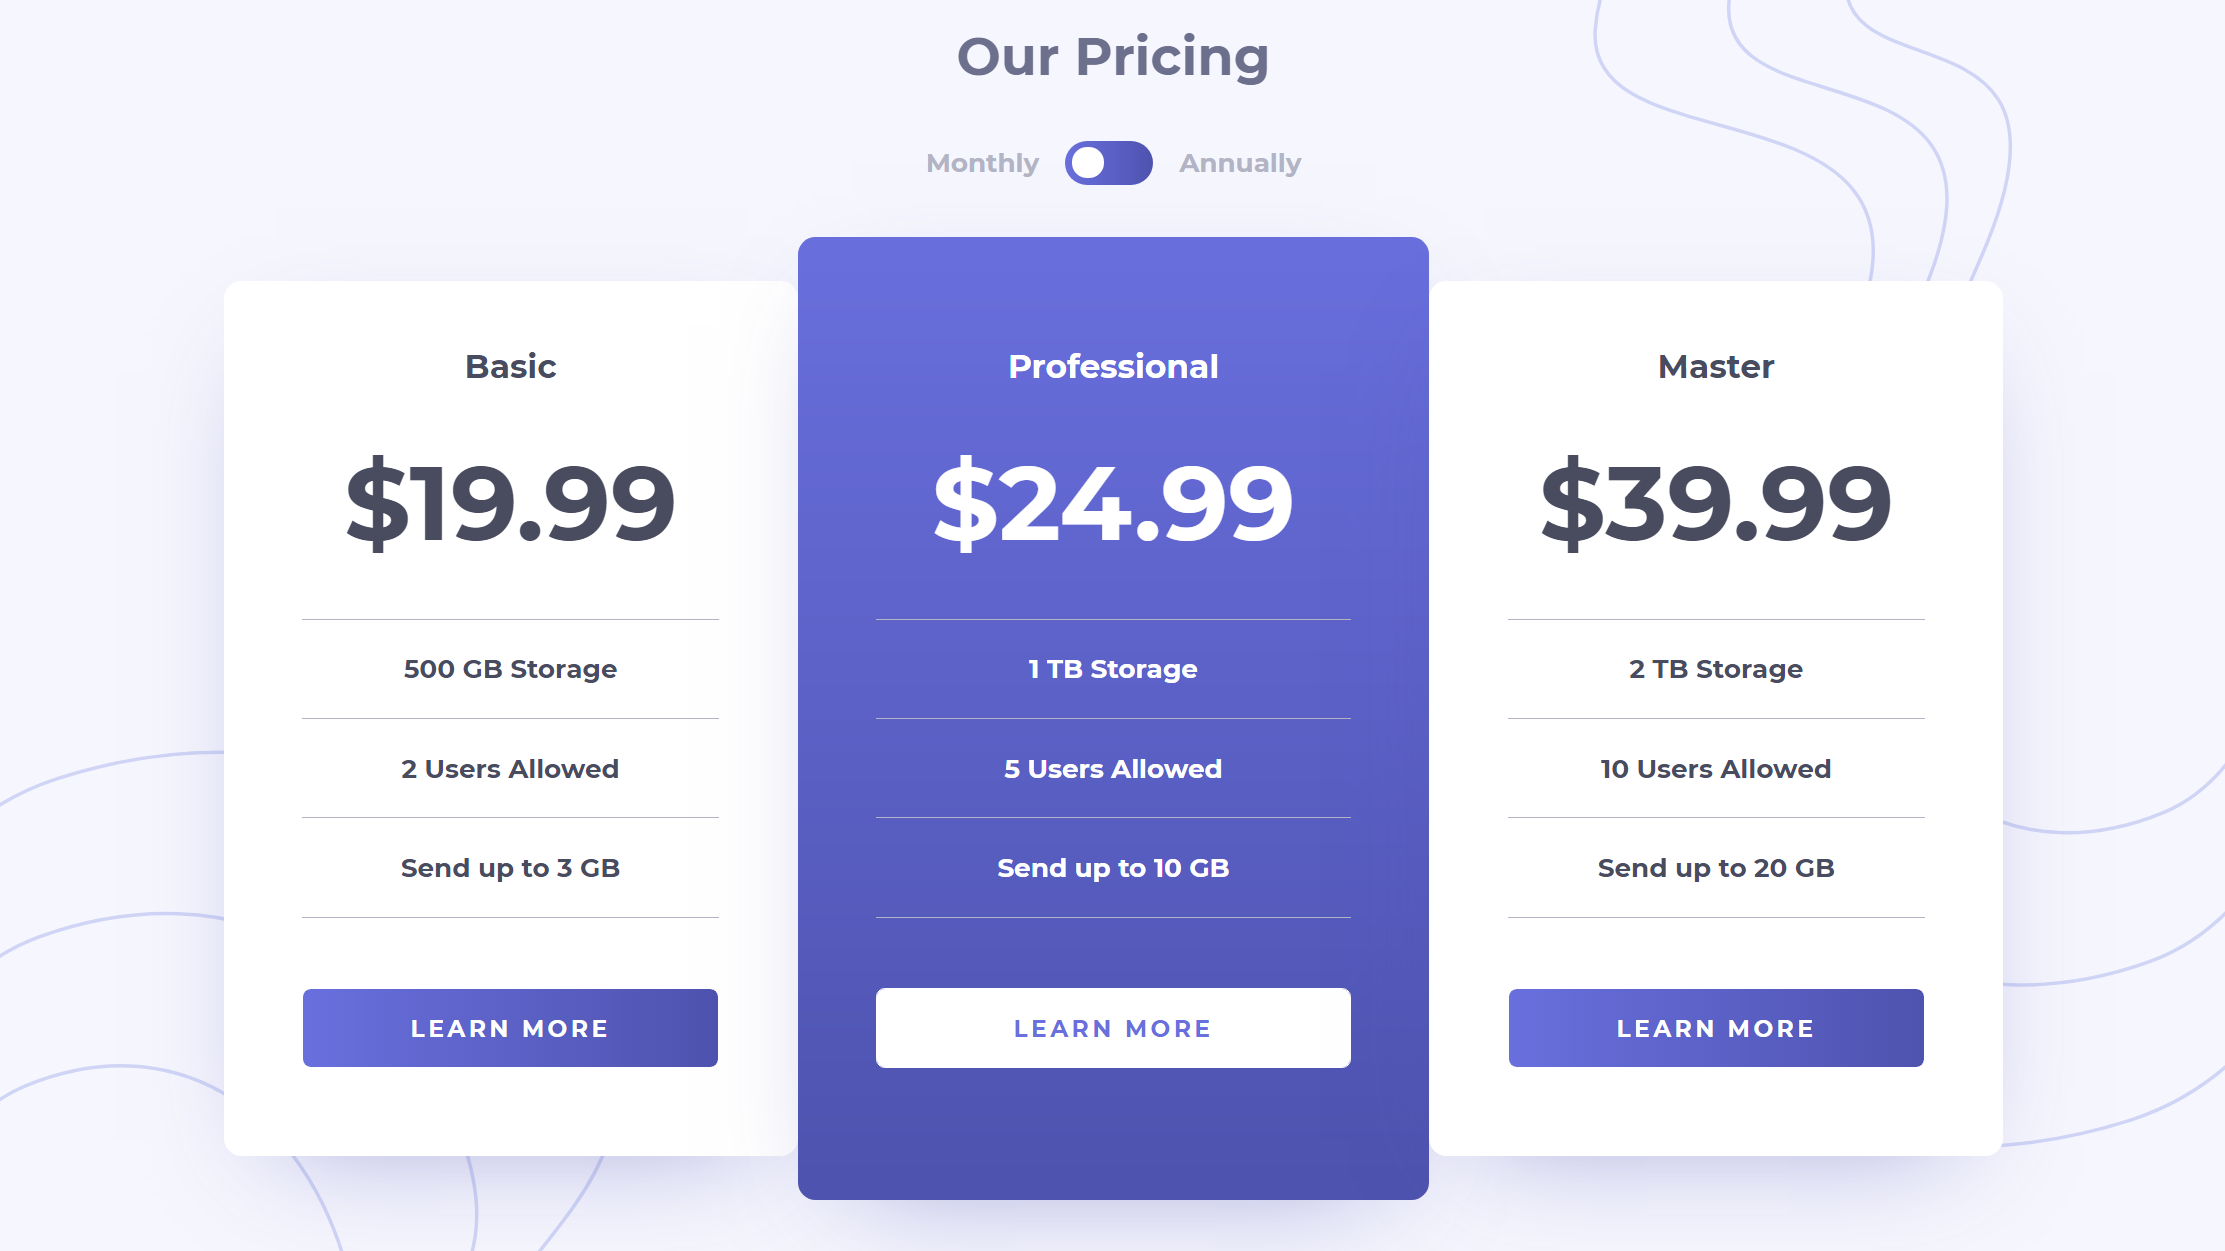 Our Pricing
Monthly Annually
Basic
$19.99
500 GB Storage
2 Users Allowed
Send up to 3 GB
LEARN MORE
Professional
$24.99
1 TB Storage
5 Users Allowed
Send up to 10 GB
LEARN MORE
Master
$39.99
2 TB Storage
10 Users Allowed
Send up to 20 GB
LEARN MORE